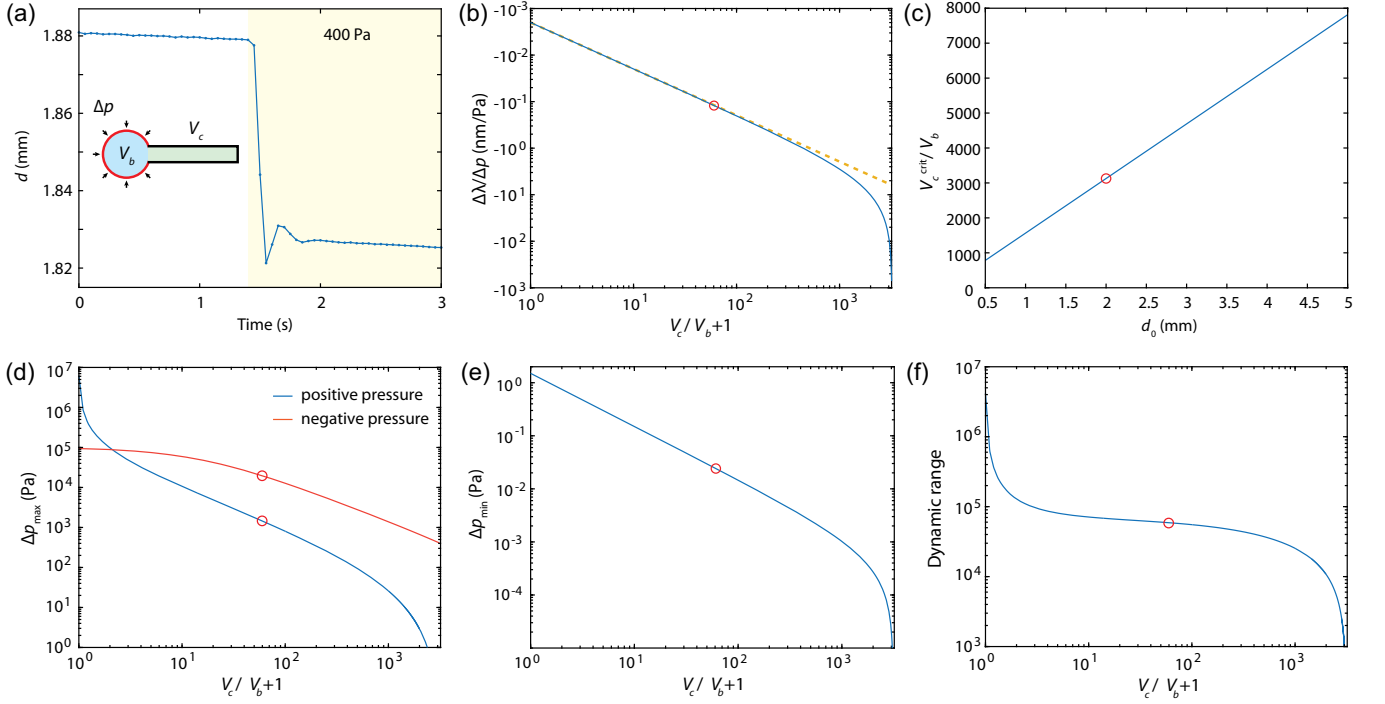 (a)
400 Pa
Δp
V_c
V_b
d (mm)
1.88
1.86
1.84
1.82
0 1 2 3
Time (s)
(b)
Δλ/Δp (nm/Pa)
-10^-3
-10^-2
-10^-1
-10^0
-10^1
-10^2
-10^3
10^0 10^1 10^2 10^3
V_c / V_b+1
(c)
V_c^crit / V_b
8000
7000
6000
5000
4000
3000
2000
1000
0
0.5 1 1.5 2 2.5 3 3.5 4 4.5 5
d_0 (mm)
(d)
Δp_max (Pa)
10^7
10^6
10^5
10^4
10^3
10^2
10^1
10^0
positive pressure
negative pressure
10^0 10^1 10^2 10^3
V_c / V_b+1
(e)
Δp_min (Pa)
10^0
10^-1
10^-2
10^-3
10^-4
10^0 10^1 10^2 10^3
V_c / V_b+1
(f)
Dynamic range
10^7
10^6
10^5
10^4
10^3
10^0 10^1 10^2 10^3
V_c / V_b+1